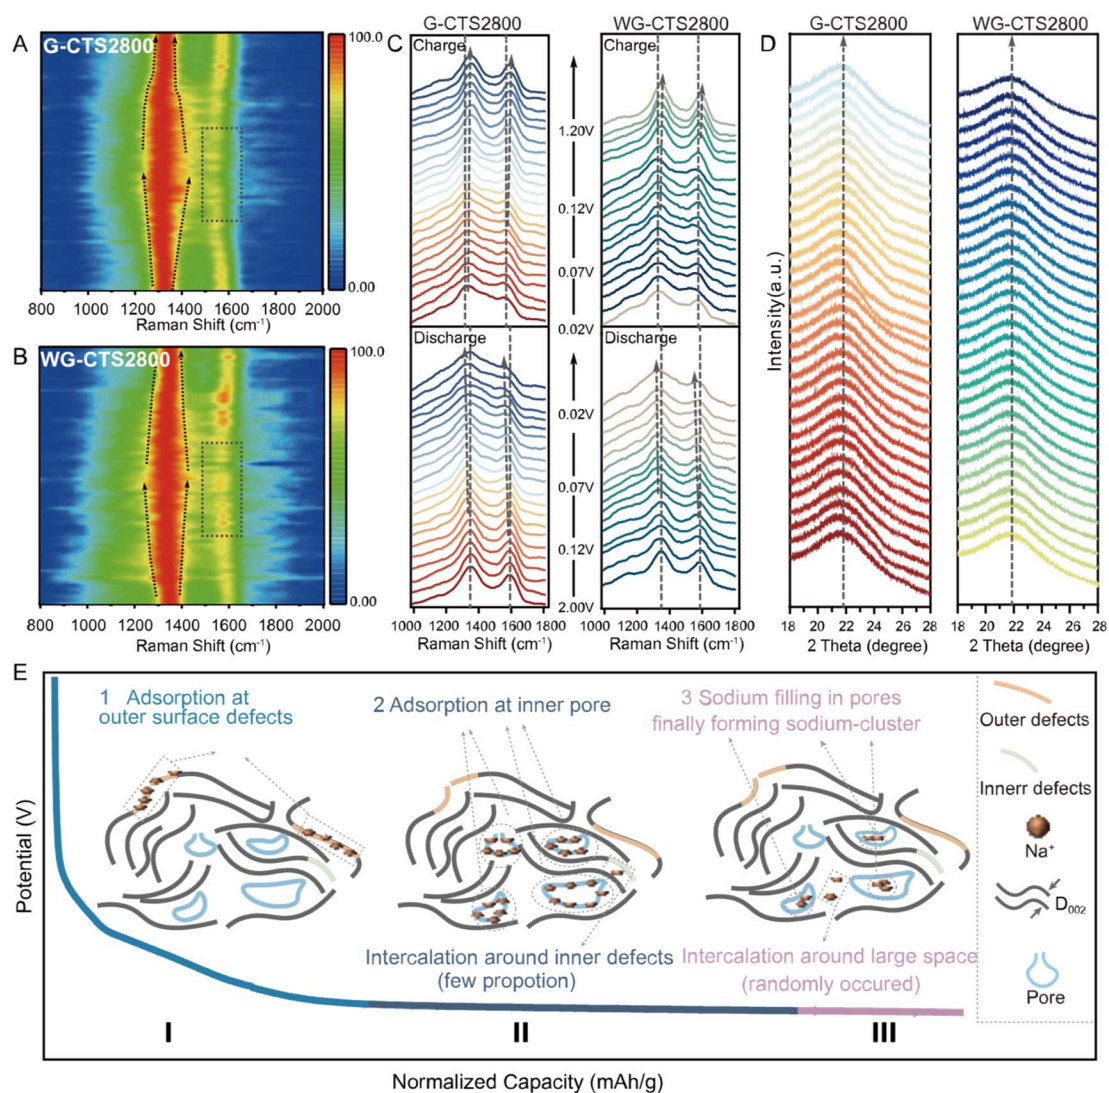 A
G-CTS2800
100.0
0.00
800 1000 1200 1400 1600 1800 2000
Raman Shift (cm⁻¹)
B
WG-CTS2800
100.0
0.00
800 1000 1200 1400 1600 1800 2000
Raman Shift (cm⁻¹)
C
G-CTS2800
WG-CTS2800
Charge
Charge
1.20V
0.12V
0.07V
0.02V
Discharge
Discharge
0.02V
0.07V
0.12V
2.00V
1000 1200 1400 1600 1800
1000 1200 1400 1600 1800
Raman Shift (cm⁻¹)
Raman Shift (cm⁻¹)
D
G-CTS2800
WG-CTS2800
Intensity(a.u.)
18 20 22 24 26 28
18 20 22 24 26 28
2 Theta (degree)
2 Theta (degree)
E
Potential (V)
1 Adsorption at
outer surface defects
2 Adsorption at inner pore
3 Sodium filling in pores
finally forming sodium-cluster
Intercalation around inner defects
(few propotion)
Intercalation around large space
(randomly occured)
Outer defects
Innerr defects
Na⁺
D₀₀₂
Pore
I
II
III
Normalized Capacity (mAh/g)